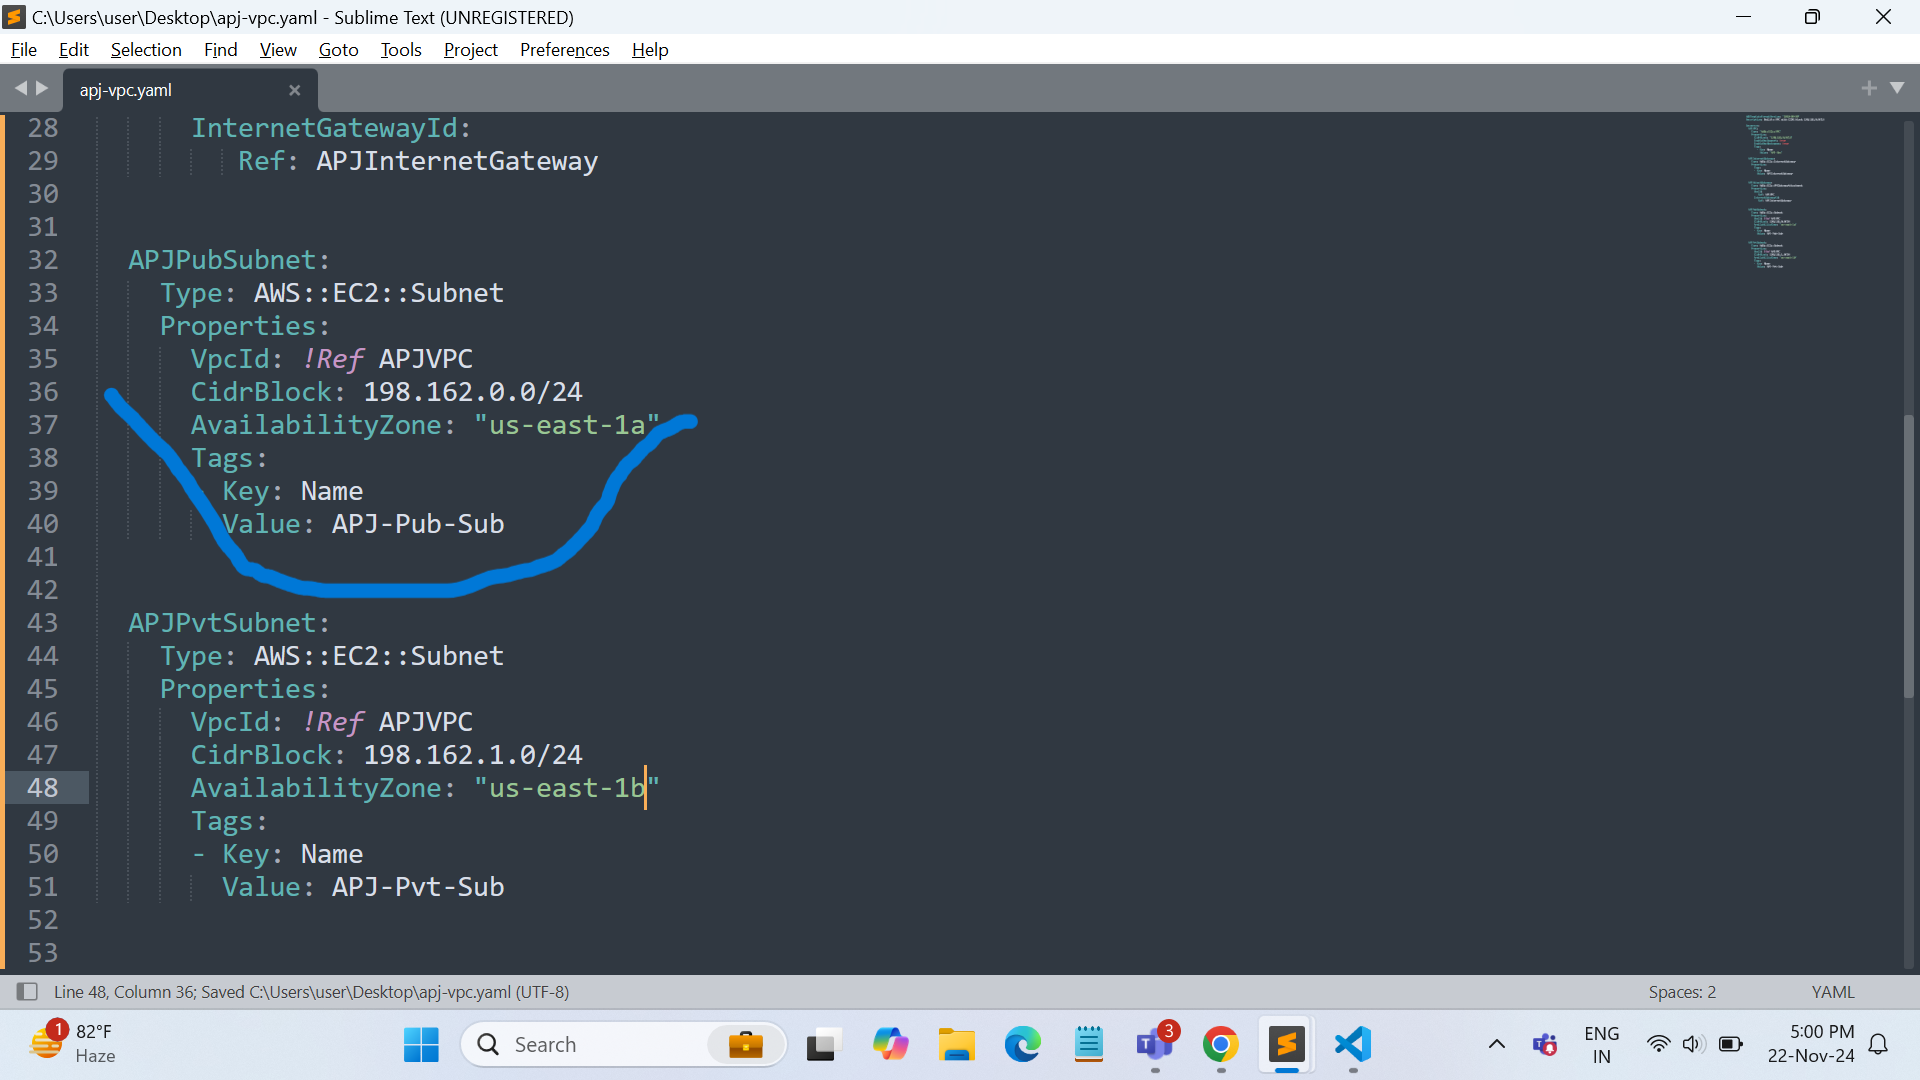 C:\Users\user\Desktop\apj-vpc.yaml - Sublime Text (UNREGISTERED)
File Edit Selection Find View Goto Tools Project Preferences Help
apj-vpc.yaml
28 InternetGatewayId:
29 Ref: APJInternetGateway
30
31
32 APJPubSubnet:
33 Type: AWS::EC2::Subnet
34 Properties:
35 VpcId: !Ref APJVPC
36 CidrBlock: 198.162.0.0/24
37 AvailabilityZone: "us-east-1a"
38 Tags:
39 - Key: Name
40 Value: APJ-Pub-Sub
41
42
43 APJPvtSubnet:
44 Type: AWS::EC2::Subnet
45 Properties:
46 VpcId: !Ref APJVPC
47 CidrBlock: 198.162.1.0/24
48 AvailabilityZone: "us-east-1b"
49 Tags:
50 - Key: Name
51 Value: APJ-Pvt-Sub
52
53
Line 48, Column 36; Saved C:\Users\user\Desktop\apj-vpc.yaml (UTF-8)
Spaces: 2
YAML
1
82°F
Haze
Search
3
ENG
IN
5:00 PM
22-Nov-24